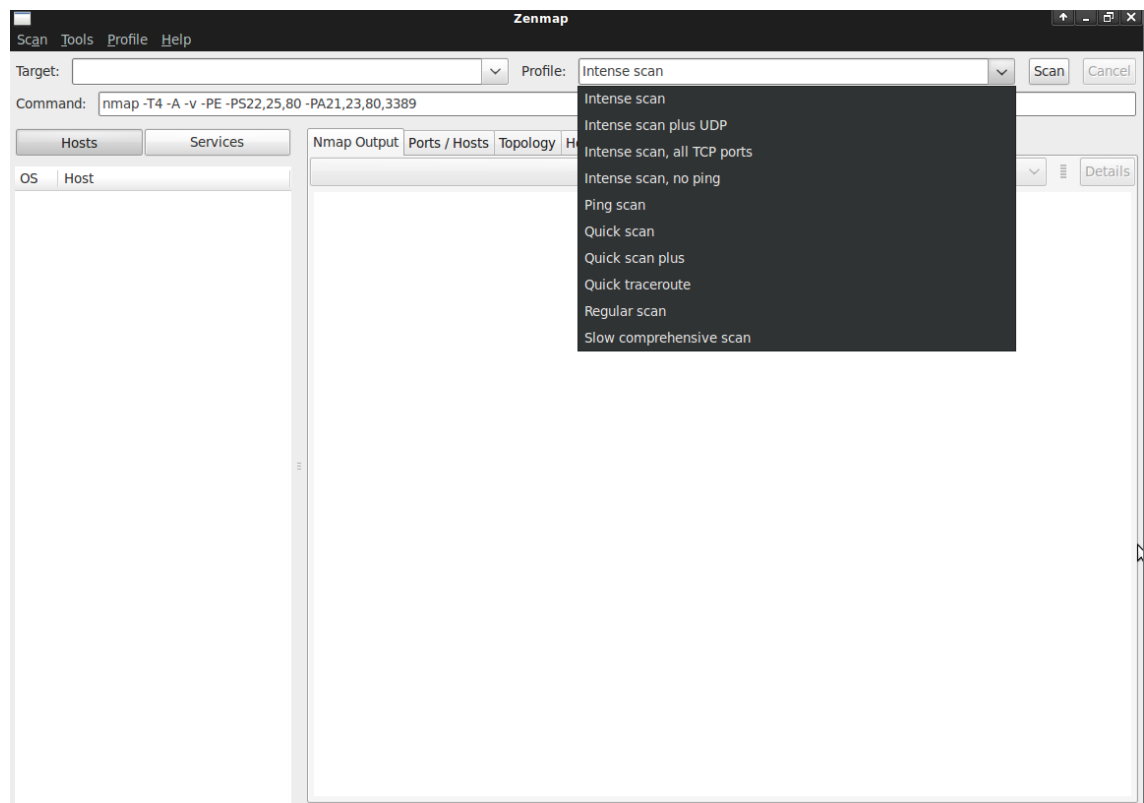 Zenmap
Scan Tools Profile Help
Target: Profile: Intense scan Scan Cancel
Command: nmap -T4 -A -v -PE -PS22,25,80 -PA21,23,80,3389
Hosts Services Nmap Output Ports / Hosts Topology
OS Host Details
Intense scan
Intense scan plus UDP
Intense scan, all TCP ports
Intense scan, no ping
Ping scan
Quick scan
Quick scan plus
Quick traceroute
Regular scan
Slow comprehensive scan